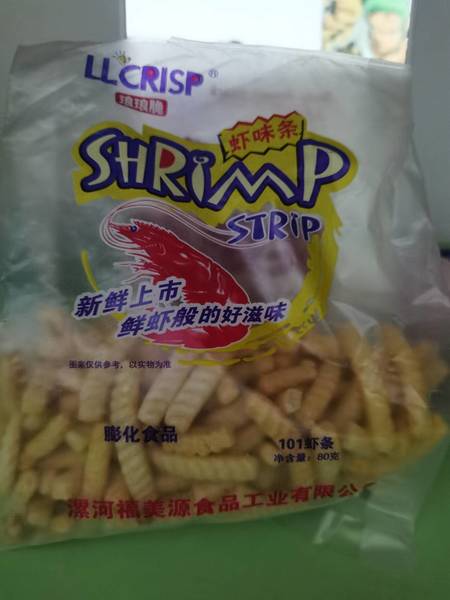 LLCRISP®
琅琅脆
虾味条
SHRIMP
STRIP
新鲜上市
鲜虾般的好滋味
图案仅供参考，以实物为准
膨化食品
101虾条
净含量：80克
漯河福美源食品工业有限公